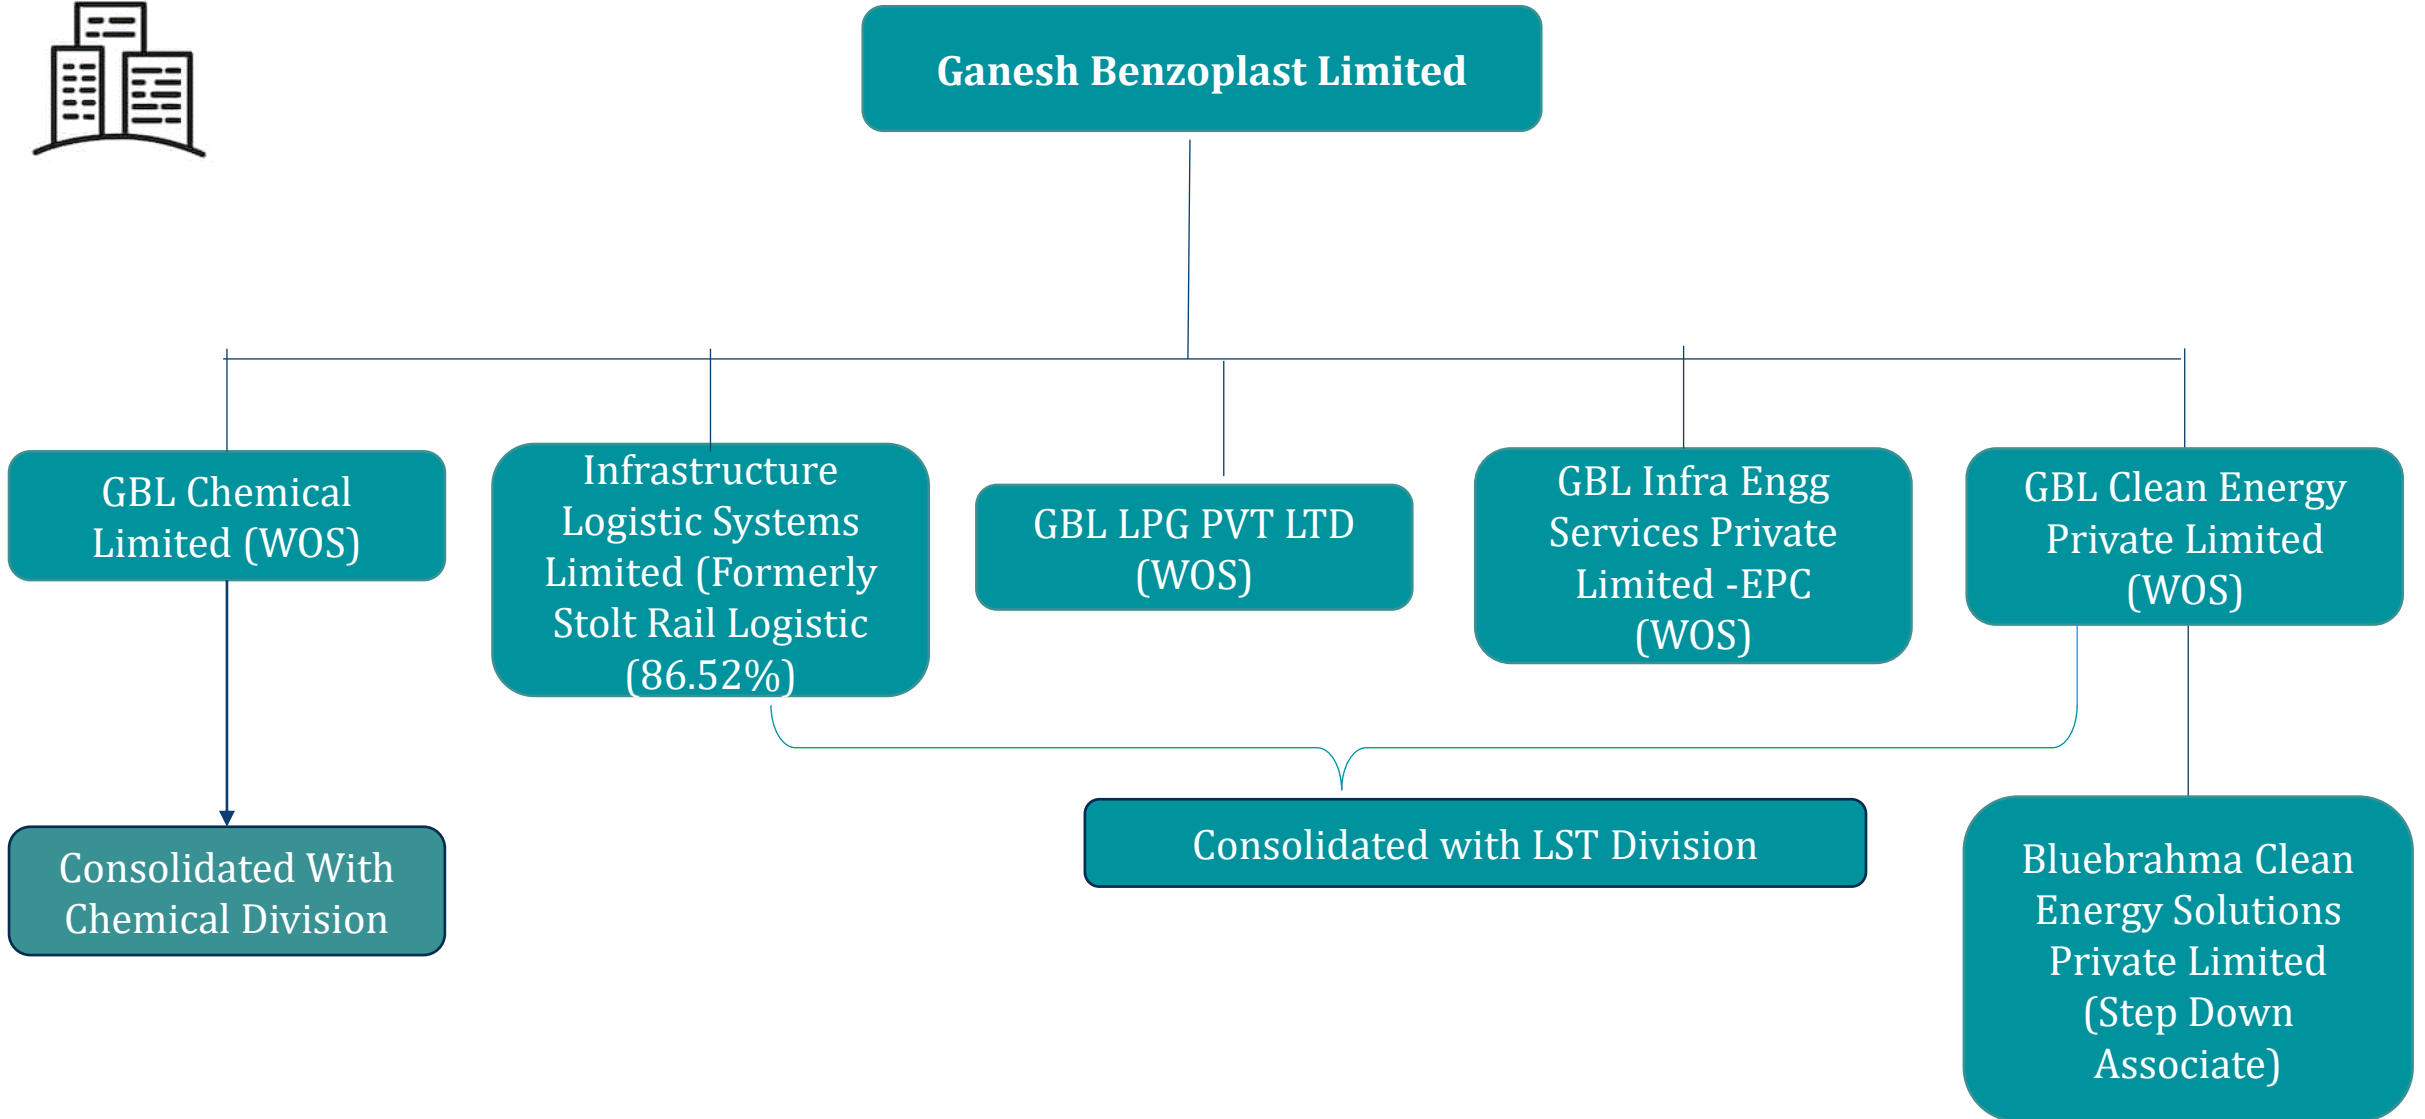 Ganesh Benzoplast Limited
GBL Chemical
Limited (WOS)
Infrastructure
Logistic Systems
Limited (Formerly
Stolt Rail Logistic
(86.52%)
GBL LPG PVT LTD
(WOS)
GBL Infra Engg
Services Private
Limited -EPC
(WOS)
GBL Clean Energy
Private Limited
(WOS)
Consolidated With
Chemical Division
Consolidated with LST Division
Bluebrahma Clean
Energy Solutions
Private Limited
(Step Down
Associate)